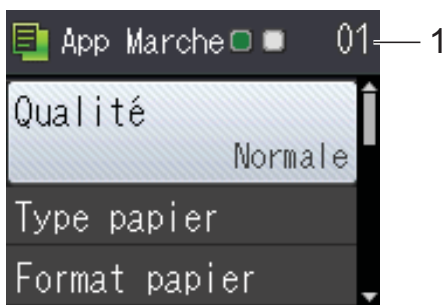 App Marche 01 1
Qualité
Normale
Type papier
Format papier